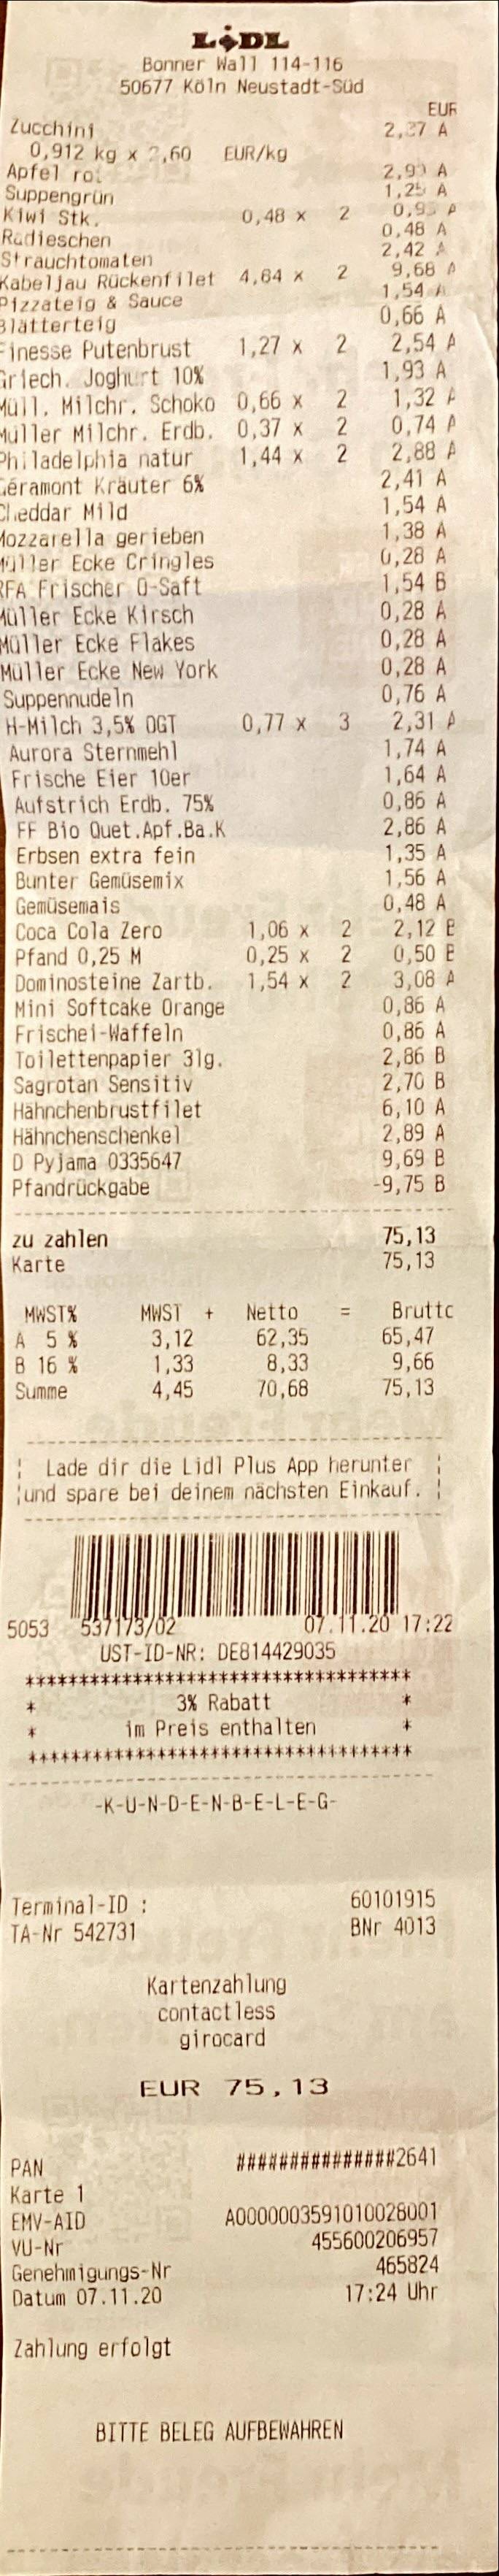 LIDL
Bonner Wall 114-116
50677 Köln Neustadt-Süd
EUR
Zucchini 2,37 A
0,912 kg x 2,60 EUR/kg
Apfel rot 2,99 A
Suppengrün 1,25 A
Kiwi Stk. 0,48 x 2 0,96 A
Radieschen 0,48 A
Strauchtomaten 2,42 A
Kabeljau Rückenfilet 4,84 x 2 9,68 A
Pizzateig & Sauce 1,54 A
Blätterteig 0,66 A
Finesse Putenbrust 1,27 x 2 2,54 A
Griech. Joghurt 10% 1,93 A
Müll. Milchr. Schoko 0,66 x 2 1,32 A
Müller Milchr. Erdb. 0,37 x 2 0,74 A
Philadelphia natur 1,44 x 2 2,88 A
Géramont Kräuter 6% 2,41 A
Cheddar Mild 1,54 A
Mozzarella gerieben 1,38 A
Müller Ecke Cringles 0,28 A
RFA Frischer O-Saft 1,54 B
Müller Ecke Kirsch 0,28 A
Müller Ecke Flakes 0,28 A
Müller Ecke New York 0,28 A
Suppennudeln 0,76 A
H-Milch 3,5% OGT 0,77 x 3 2,31 A
Aurora Sternmehl 1,74 A
Frische Eier 10er 1,64 A
Aufstrich Erdb. 75% 0,86 A
FF Bio Quet.Apf.Ba.K 2,86 A
Erbsen extra fein 1,35 A
Bunter Gemüsemix 1,56 A
Gemüsemais 0,48 A
Coca Cola Zero 1,06 x 2 2,12 B
Pfand 0,25 M 0,25 x 2 0,50 B
Dominosteine Zartb. 1,54 x 2 3,08 A
Mini Softcake Orange 0,86 A
Frischei-Waffeln 0,86 A
Toilettenpapier 3lg. 2,86 B
Sagrotan Sensitiv 2,70 B
Hähnchenbrustfilet 6,10 A
Hähnchenschenkel 2,89 A
D Pyjama 0335647 9,69 B
Pfandrückgabe -9,75 B
zu zahlen 75,13
Karte 75,13
MWST% MWST + Netto = Brutto
A 5 % 3,12 62,35 65,47
B 16 % 1,33 8,33 9,66
Summe 4,45 70,68 75,13
Lade dir die Lidl Plus App herunter
und spare bei deinem nächsten Einkauf.
5053 537173/02 07.11.20 17:22
UST-ID-NR: DE814429035
***********************************
* 3% Rabatt *
* im Preis enthalten *
***********************************
-K-U-N-D-E-N-B-E-L-E-G-
Terminal-ID : 60101915
TA-Nr 542731 BNr 4013
Kartenzahlung
contactless
girocard
EUR 75,13
PAN ###############2641
Karte 1
EMV-AID A0000003591010028001
VU-Nr 455600206957
Genehmigungs-Nr 465824
Datum 07.11.20 17:24 Uhr
Zahlung erfolgt
BITTE BELEG AUFBEWAHREN